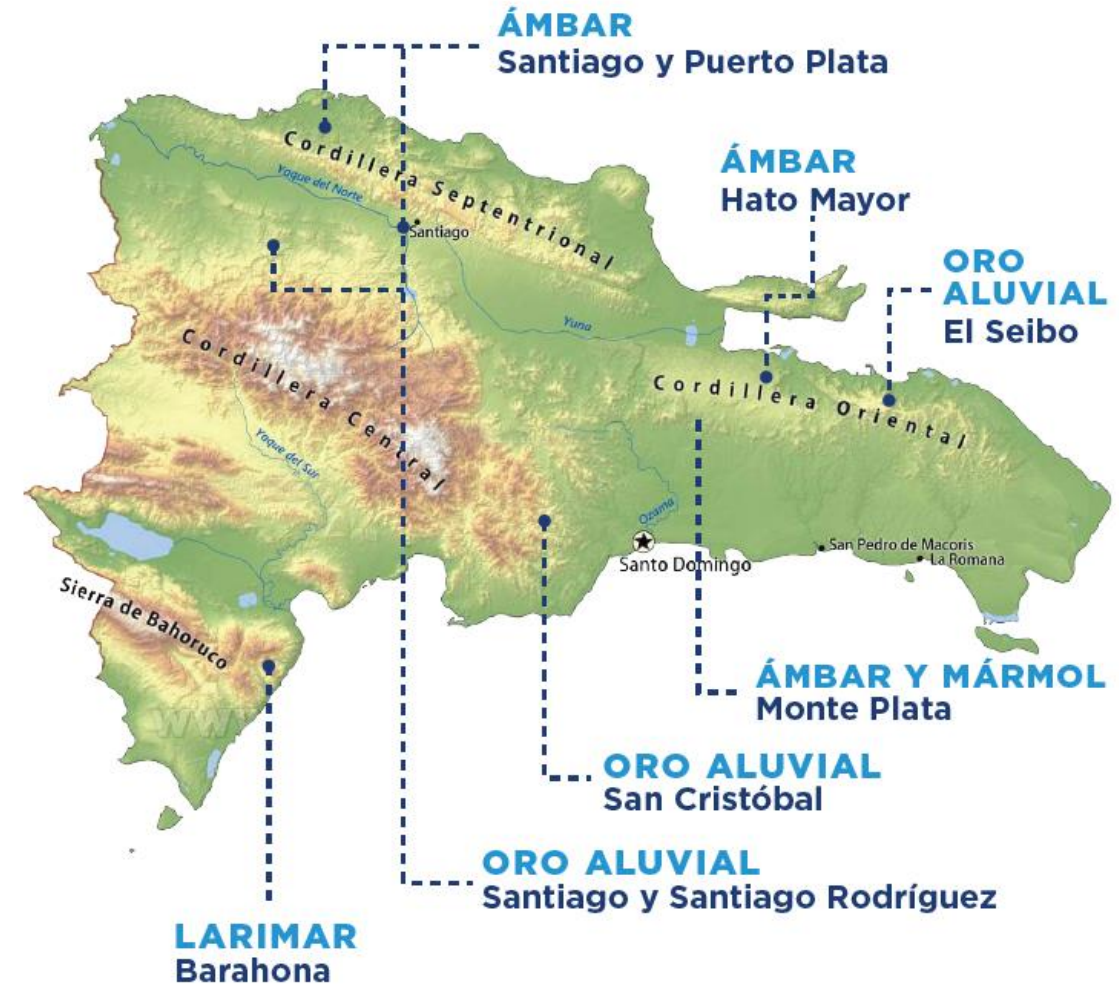 ÁMBAR
Santiago y Puerto Plata
ÁMBAR
Hato Mayor
ORO
ALUVIAL
El Seibo
Cordillera Septentrional
Yaque del Norte
Santiago
Yuna
Cordillera Central
Cordillera Oriental
Yaque del Sur
Ozama
Santo Domingo
San Pedro de Macoris
La Romana
Sierra de Bahoruco
ÁMBAR Y MÁRMOL
Monte Plata
ORO ALUVIAL
San Cristóbal
ORO ALUVIAL
Santiago y Santiago Rodríguez
LARIMAR
Barahona